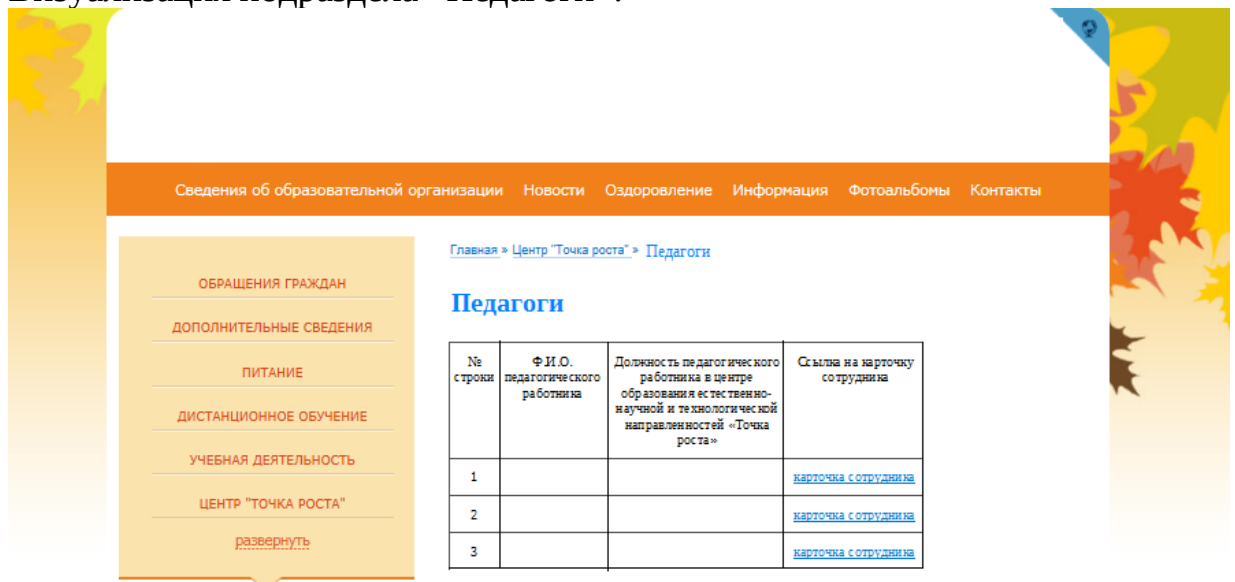 Визуализация подраздела "Педагоги".
Сведения об образовательной организации Новости Оздоровление Информация Фотоальбомы Контакты
Главная » Центр "Точка роста" » Педагоги
ОБРАЩЕНИЯ ГРАЖДАН
ДОПОЛНИТЕЛЬНЫЕ СВЕДЕНИЯ
ПИТАНИЕ
ДИСТАНЦИОННОЕ ОБУЧЕНИЕ
УЧЕБНАЯ ДЕЯТЕЛЬНОСТЬ
ЦЕНТР "ТОЧКА РОСТА"
развернуть
Педагоги
№
строки
Ф.И.О.
педагогического
работника
Должность педагогического
работника в центре
образования естественно-
научной и технологической
направленностей «Точка
роста»
Ссылка на карточку
сотрудника
1 карточка сотрудника
2 карточка сотрудника
3 карточка сотрудника